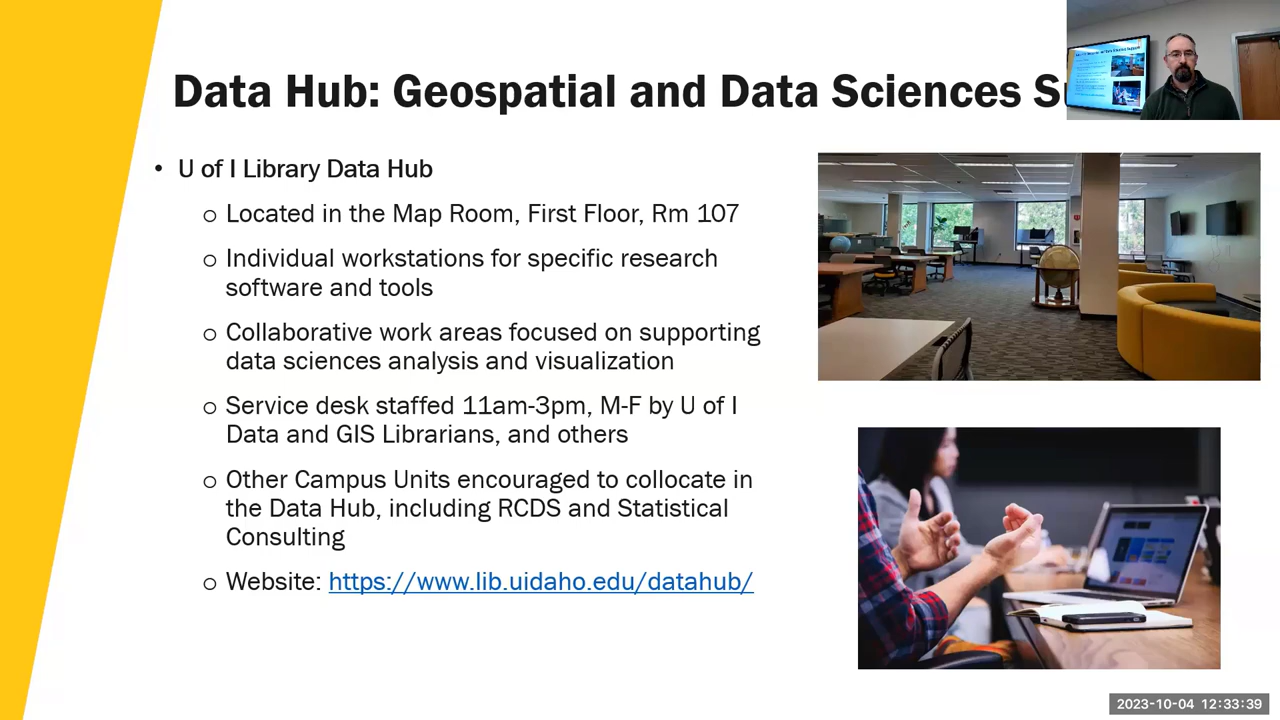 Data Hub: Geospatial and Data Sciences
• U of I Library Data Hub
o Located in the Map Room, First Floor, Rm 107
o Individual workstations for specific research
software and tools
o Collaborative work areas focused on supporting
data sciences analysis and visualization
o Service desk staffed 11am-3pm, M-F by U of I
Data and GIS Librarians, and others
o Other Campus Units encouraged to collocate in
the Data Hub, including RCDS and Statistical
Consulting
o Website: https://www.lib.uidaho.edu/datahub/
2023-10-04 12:33:39